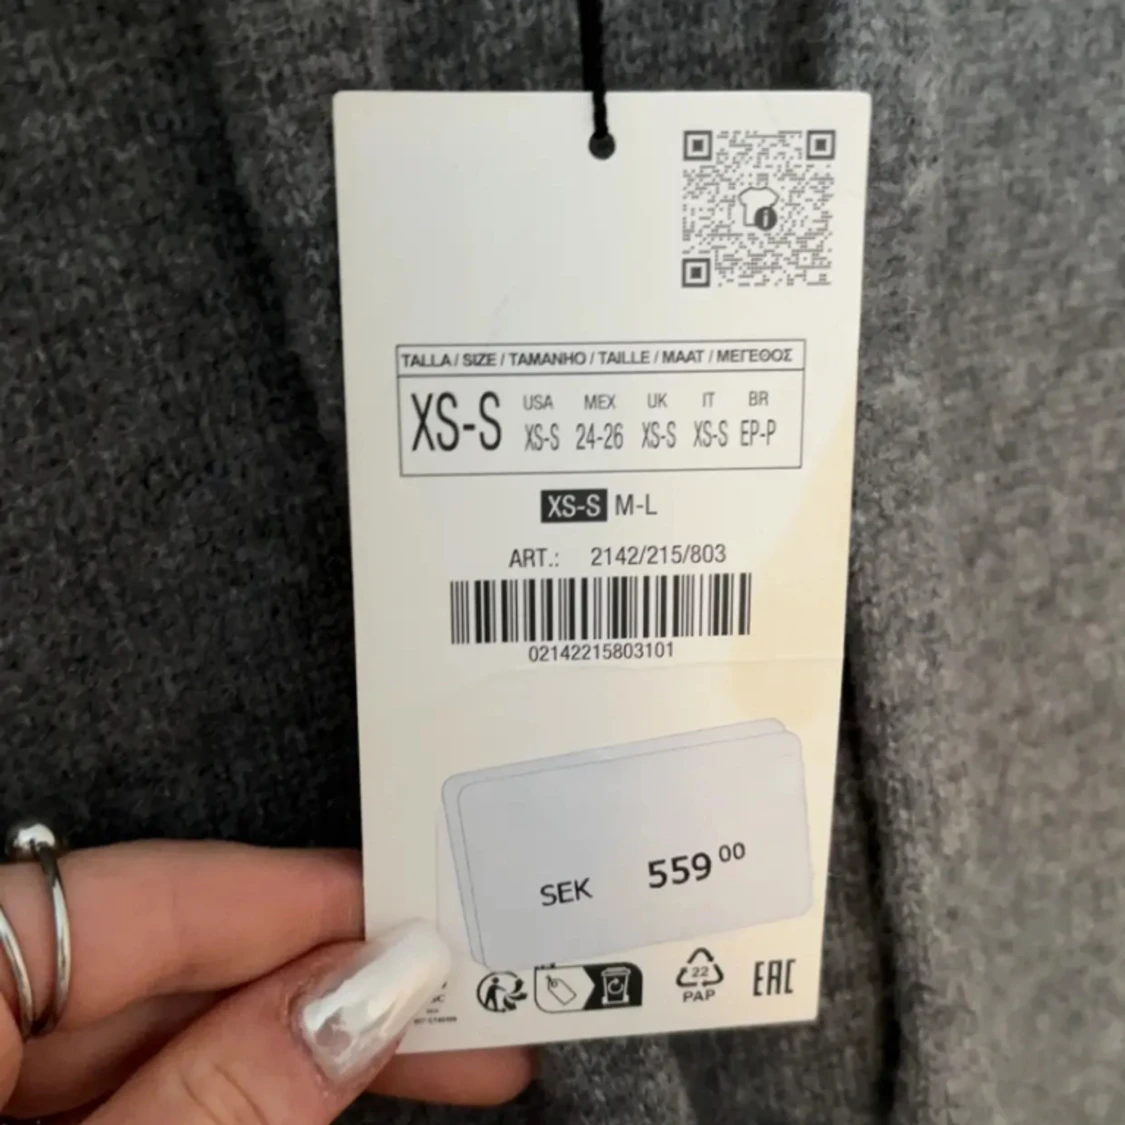 TALLA / SIZE / TAMANHO / TAILLE / MAAT / ΜΕΓΕΘΟΣ
XS-S
USA MEX UK IT BR
XS-S 24-26 XS-S XS-S EP-P
XS-S M-L
ART.: 2142/215/803
02142215803101
SEK 559 00
22
PAP
EAC